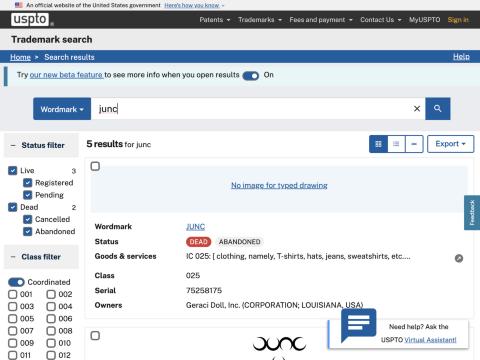 An official website of the United States government Here's how you know
uspto
Patents Trademarks Fees and payment Contact Us MyUSPTO Sign in
Trademark search
Home > Search results Help
Try our new beta feature to see more info when you open results On
Wordmark junc
Status filter
5 results for junc
Export
Live 3
Registered
Pending
Dead 2
Cancelled
Abandoned
No image for typed drawing
Feedback
Wordmark JUNC
Status DEAD ABANDONED
Goods & services IC 025: [ clothing, namely, T-shirts, hats, jeans, sweatshirts, etc....
Class 025
Serial 75258175
Owners Geraci Doll, Inc. (CORPORATION; LOUISIANA, USA)
Class filter
Coordinated
001 002
003 004
005 006
007 008
009 010
011 012
Need help? Ask the
USPTO Virtual Assistant!